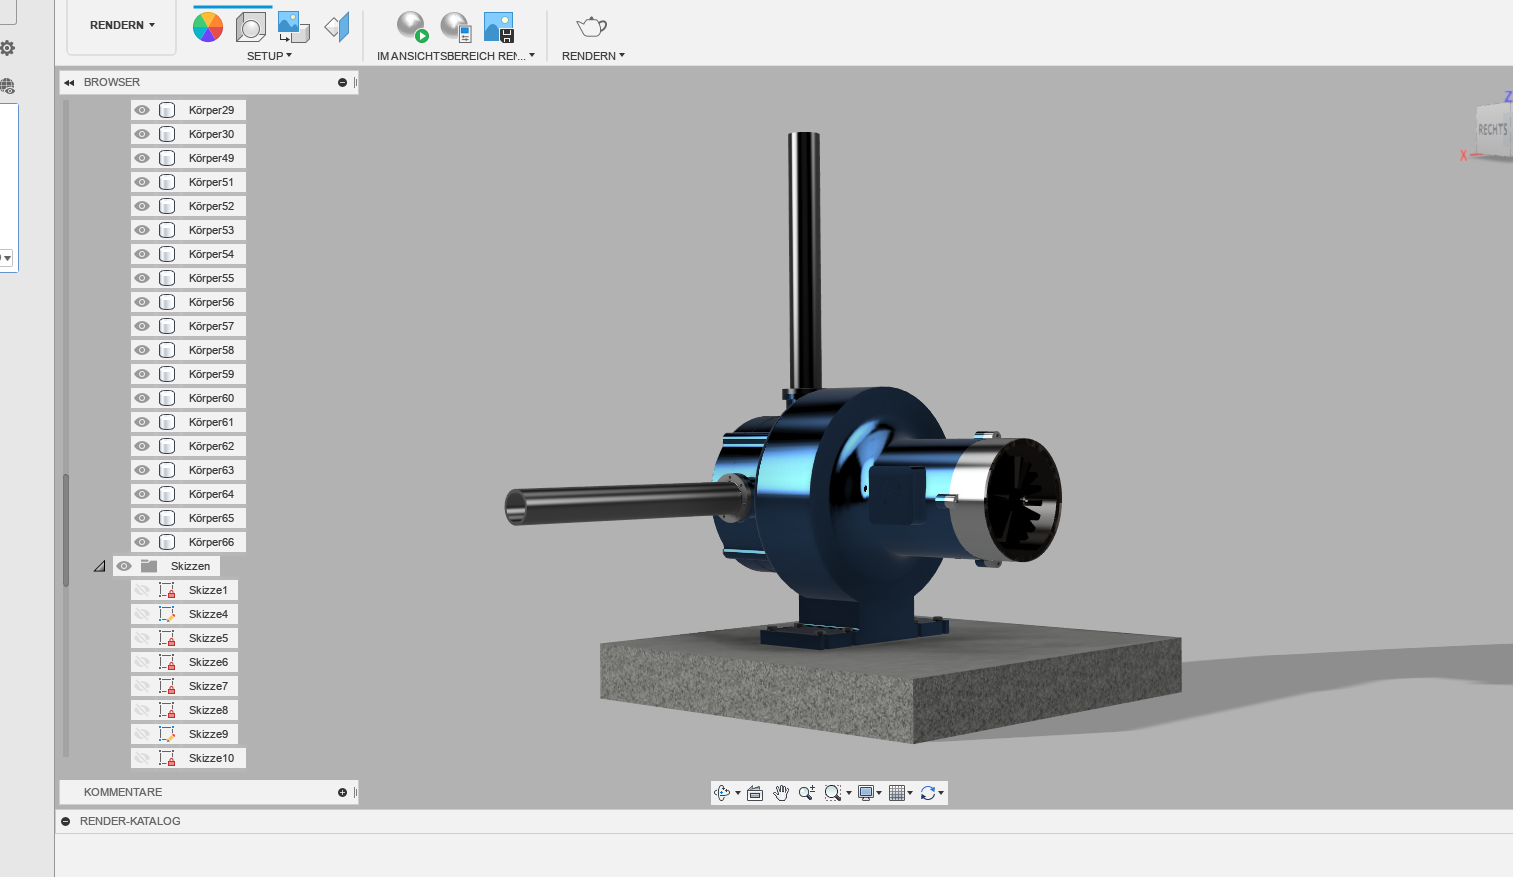 RENDERN
SETUP
IM ANSICHTSBEREICH REI...
RENDERN
BROWSER
Körper29
Körper30
Körper49
Körper51
Körper52
Körper53
Körper54
Körper55
Körper56
Körper57
Körper58
Körper59
Körper60
Körper61
Körper62
Körper63
Körper64
Körper65
Körper66
Skizzen
Skizze1
Skizze4
Skizze5
Skizze6
Skizze7
Skizze8
Skizze9
Skizze10
Z
RECHTS
X
KOMMENTARE
RENDER-KATALOG